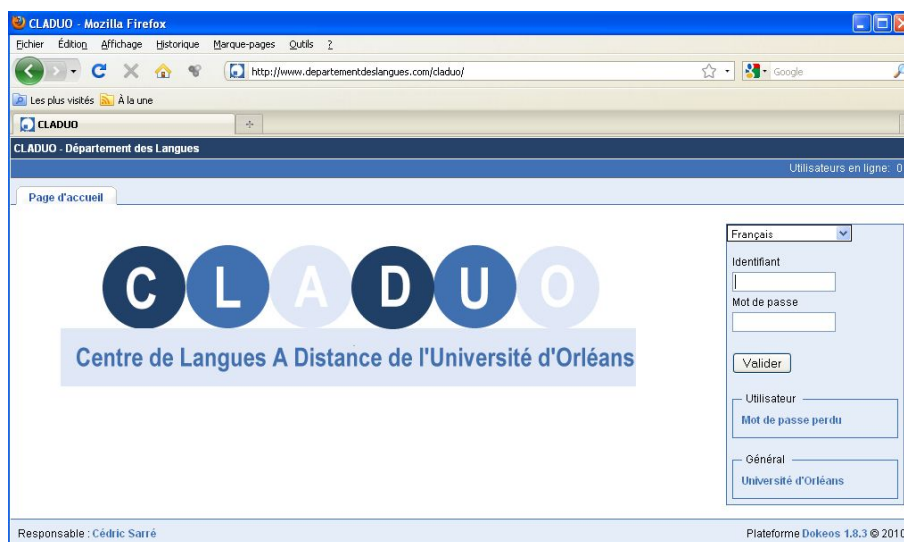 CLADUO - Mozilla Firefox
Fichier Édition Affichage Historique Marque-pages Outils ?
http://www.departementdeslangues.com/claduo/ Google
Les plus visités À la une
CLADUO
CLADUO - Département des Langues
Utilisateurs en ligne: 0
Page d'accueil
Français
CLADUO
Centre de Langues A Distance de l'Université d'Orléans
Identifiant
Mot de passe
Valider
Utilisateur
Mot de passe perdu
Général
Université d'Orléans
Responsable : Cédric Sarré Plateforme Dokeos 1.8.3 © 2010